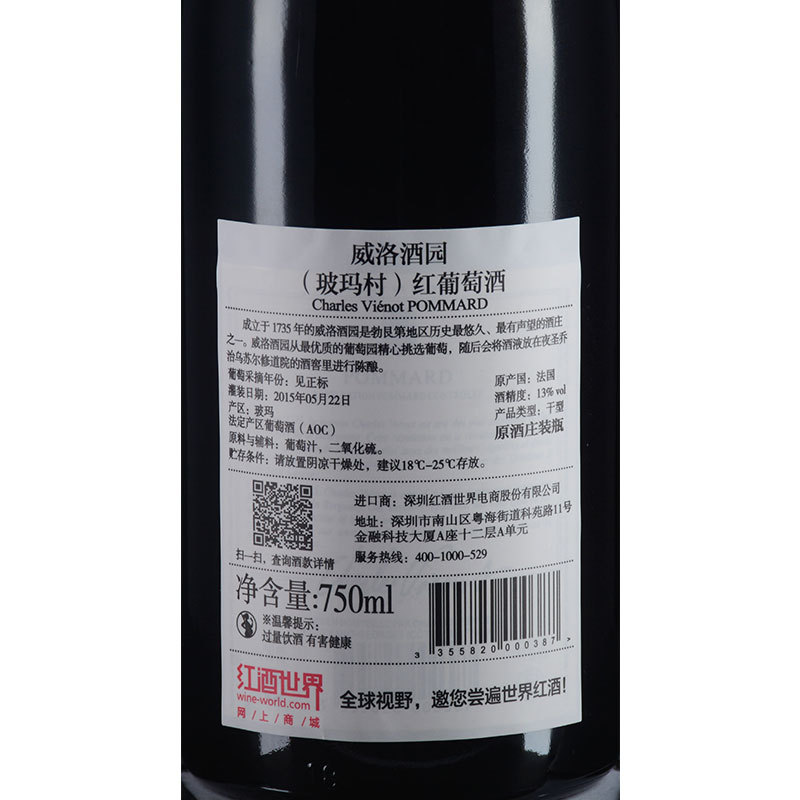 威洛酒园
（玻玛村）红葡萄酒
Charles Viénot POMMARD
成立于1735年的威洛酒园是勃艮第地区历史最悠久、最有声望的酒庄
之一。威洛酒园从最优质的葡萄园精心挑选葡萄，随后会将酒液放在夜圣乔
治乌苏尔修道院的酒窖里进行陈酿。
葡萄采摘年份：见正标
灌装日期：2015年05月22日
产区：玻玛
法定产区葡萄酒（AOC）
原料与辅料：葡萄汁，二氧化硫。
贮存条件：请放置阴凉干燥处，建议18℃-25℃存放。
原产国：法国
酒精度：13% vol
产品类型：干型
原酒庄装瓶
POMMARD
扫一扫，查询酒款详情
进口商：深圳红酒世界电商股份有限公司
地址：深圳市南山区粤海街道科苑路11号
金融科技大厦A座十二层A单元
服务热线：400-1000-529
净含量:750ml
※温馨提示：
过量饮酒 有害健康
3 355820 000387 >
红酒世界
wine-world.com
网/上/商/城
全球视野，邀您尝遍世界红酒！
750